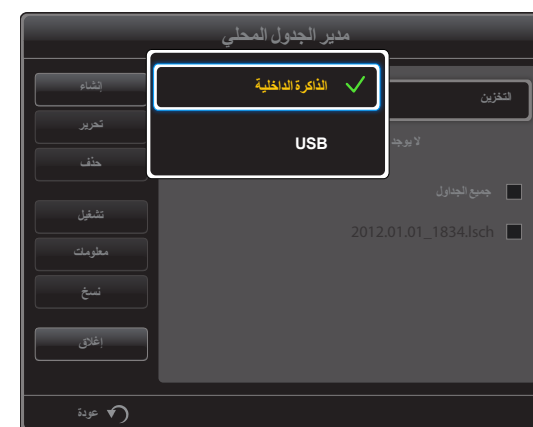 مدير الجدول المحلي
التخزين
الذاكرة الداخلية
USB
لا يوجد
جميع الجداول
2012.01.01_1834.lsch
إنشاء
تحرير
حذف
تشغيل
معلومات
نسخ
إغلاق
عودة